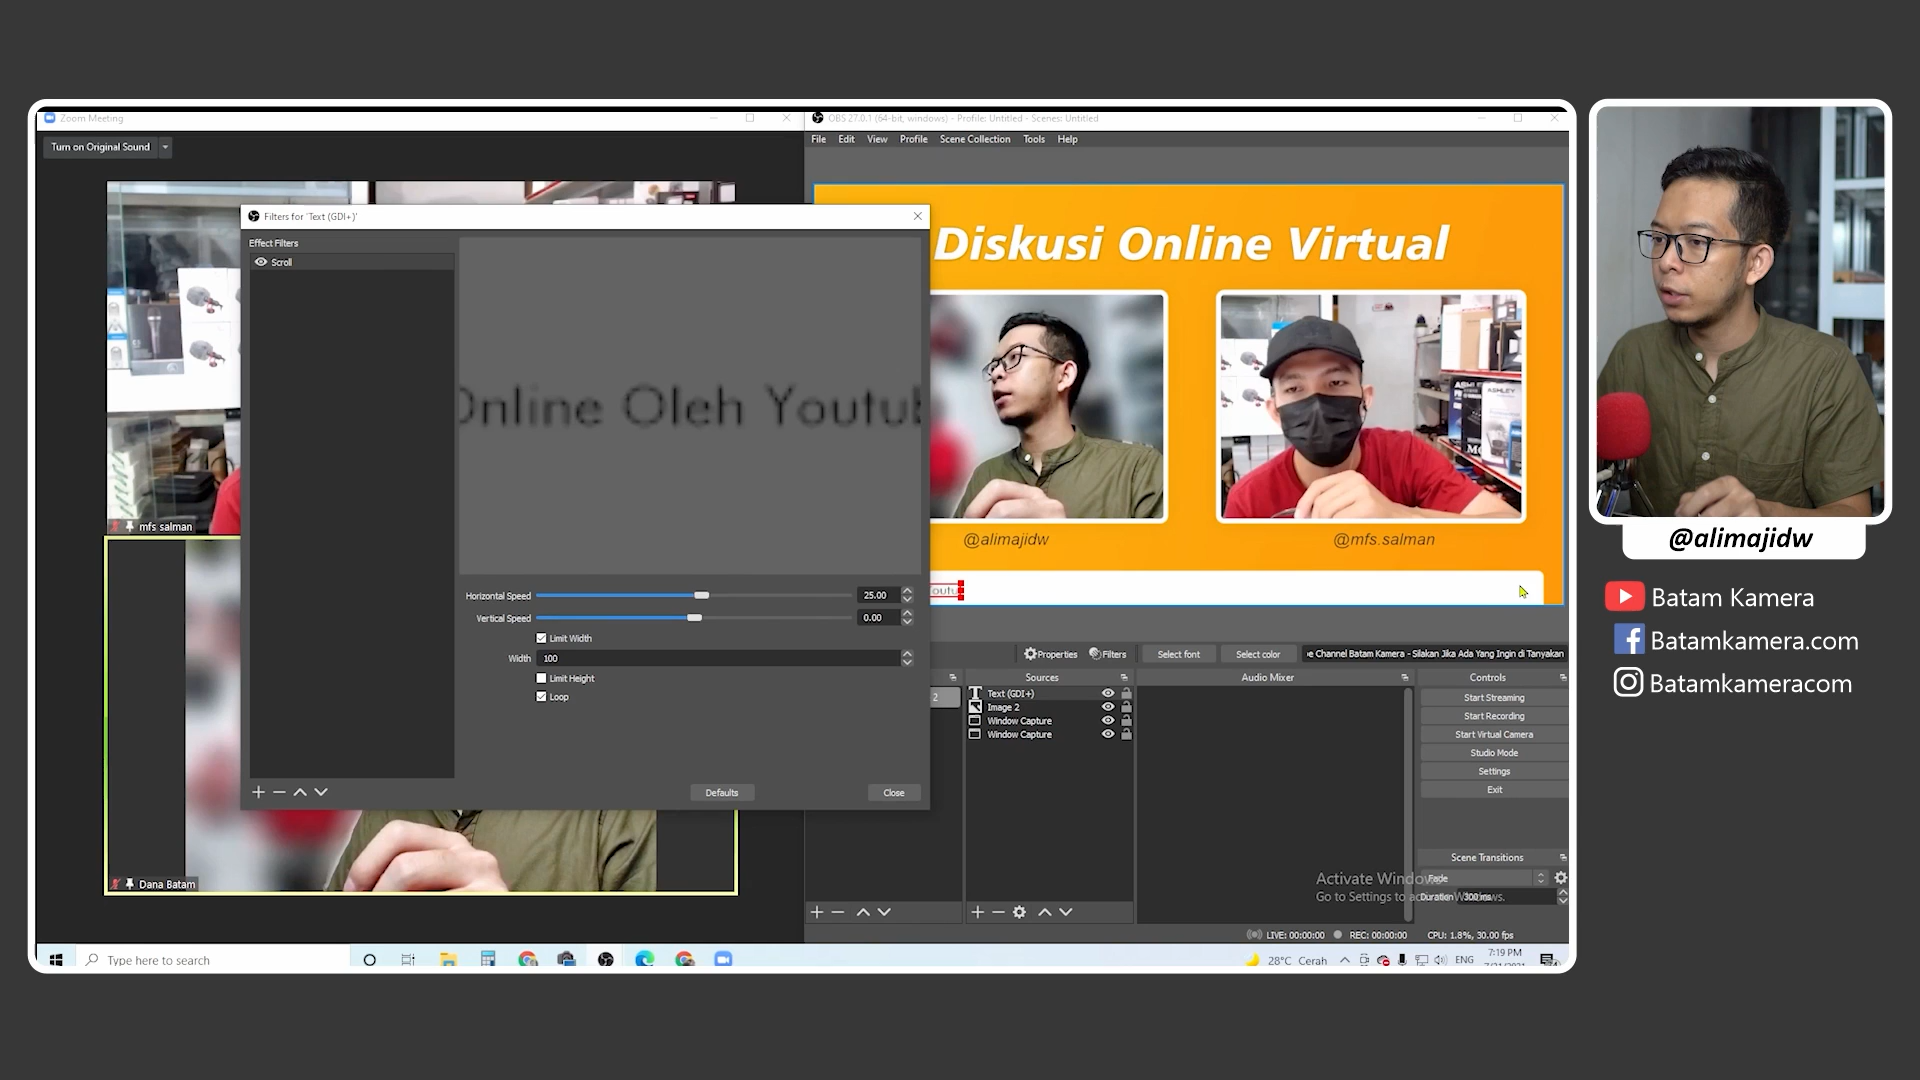 Zoom Meeting
Turn on Original Sound
mfs salman
Dana Batam
Filters for 'Text (GDI+)'
Effect Filters
Scroll
Online Oleh Youtub
Horizontal Speed
25.00
Vertical Speed
0.00
Limit Width
Width
100
Limit Height
Loop
Defaults
Close
OBS 27.0.1 (64-bit, windows) - Profile: Untitled - Scenes: Untitled
File Edit View Profile Scene Collection Tools Help
Diskusi Online Virtual
@alimajidw
@mfs.salman
Properties Filters Select font Select color
e Channel Batam Kamera - Silakan Jika Ada Yang Ingin di Tanyakan
2
Sources
Text (GDI+)
Image 2
Window Capture
Window Capture
Audio Mixer
Controls
Start Streaming
Start Recording
Start Virtual Camera
Studio Mode
Settings
Exit
Scene Transitions
Fade
Duration 300 ms
Activate Windows
Go to Settings to activate Windows.
LIVE: 00:00:00 REC: 00:00:00 CPU: 1.8%, 30.00 fps
Type here to search
28°C Cerah
ENG
7:19 PM
@alimajidw
Batam Kamera
Batamkamera.com
Batamkameracom